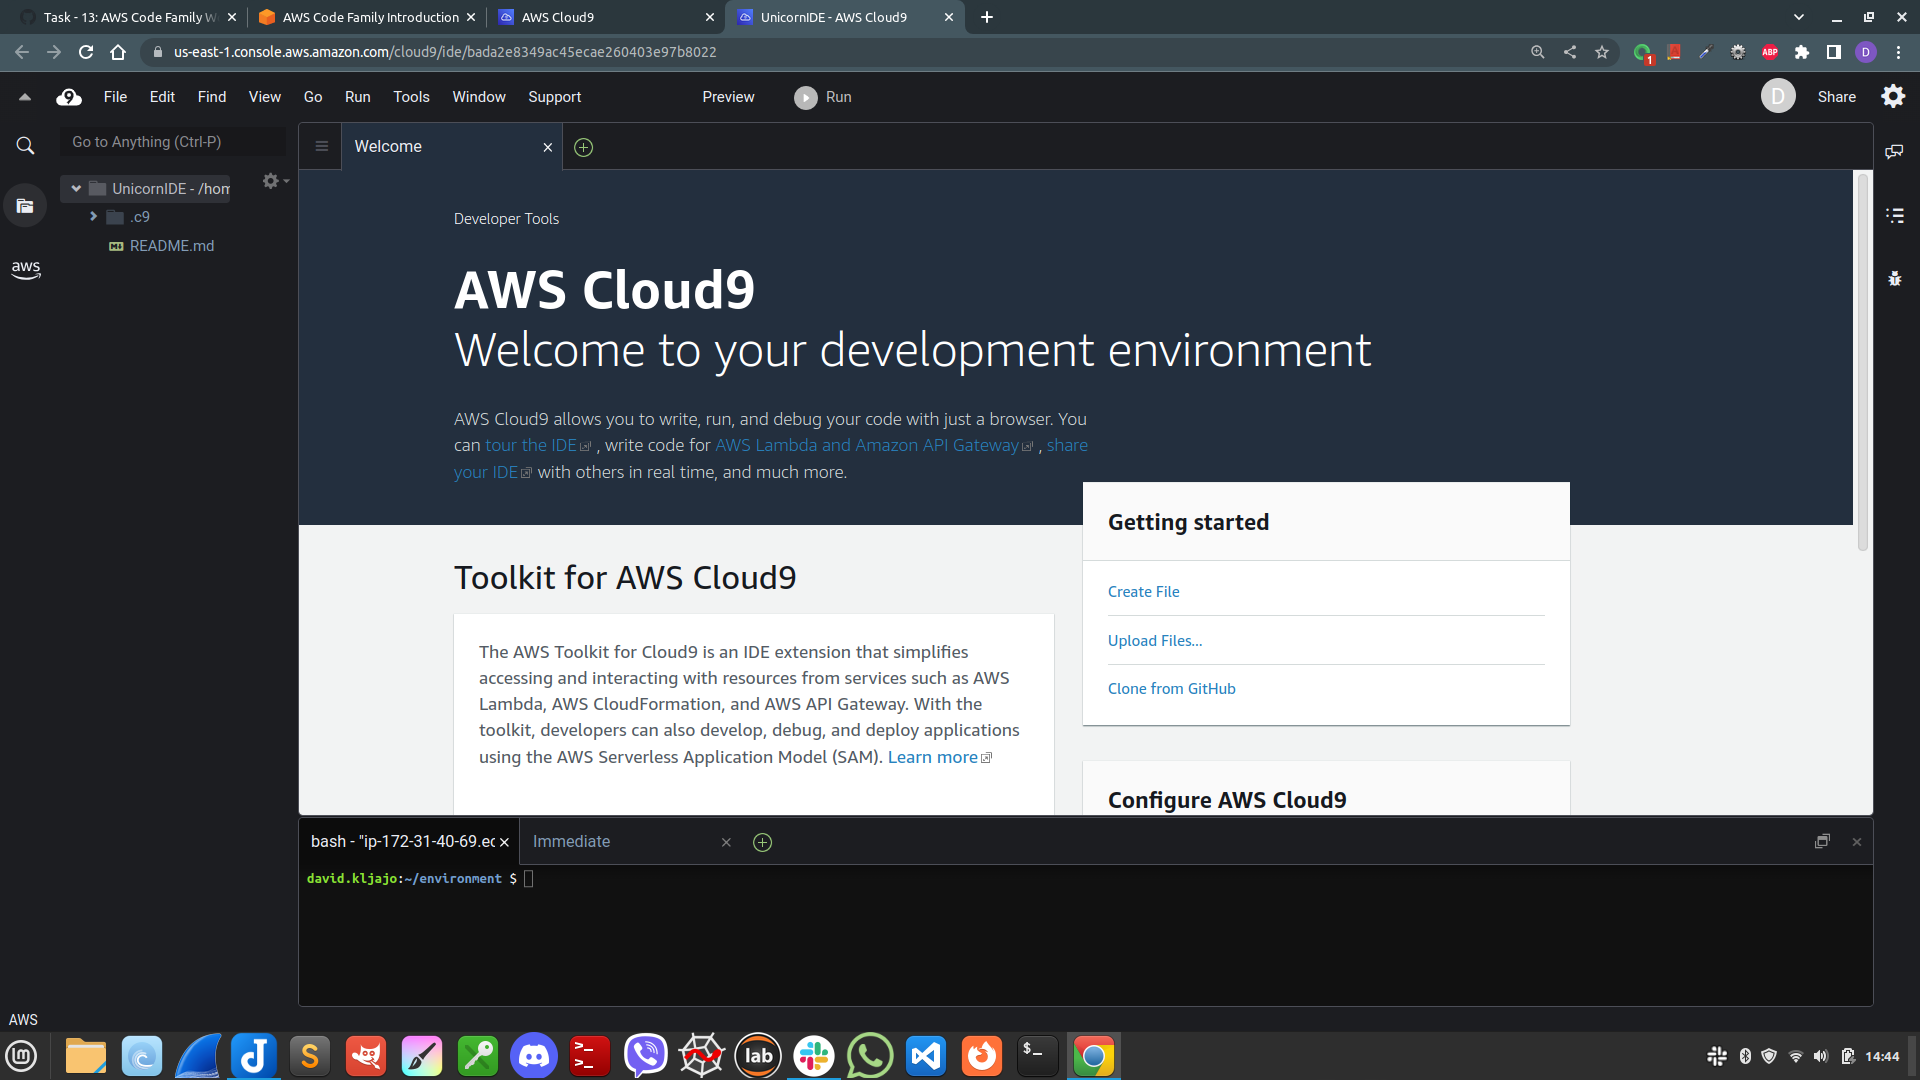 Task - 13: AWS Code Family W
AWS Code Family Introduction
AWS Cloud9
UnicornIDE - AWS Cloud9
us-east-1.console.aws.amazon.com/cloud9/ide/bada2e8349ac45ecae260403e97b8022
1
ABP
D
9
File Edit Find View Go Run Tools Window Support
Preview
Run
D
Share
Go to Anything (Ctrl-P)
Welcome
UnicornIDE - /hom
.c9
README.md
aws
Developer Tools
AWS Cloud9
Welcome to your development environment
AWS Cloud9 allows you to write, run, and debug your code with just a browser. You
can tour the IDE , write code for AWS Lambda and Amazon API Gateway , share
your IDE with others in real time, and much more.
Getting started
Create File
Upload Files...
Clone from GitHub
Toolkit for AWS Cloud9
The AWS Toolkit for Cloud9 is an IDE extension that simplifies
accessing and interacting with resources from services such as AWS
Lambda, AWS CloudFormation, and AWS API Gateway. With the
toolkit, developers can also develop, debug, and deploy applications
using the AWS Serverless Application Model (SAM). Learn more
Configure AWS Cloud9
bash - "ip-172-31-40-69.ec
Immediate
david.kljajo:~/environment $
AWS
lab
$_
14:44